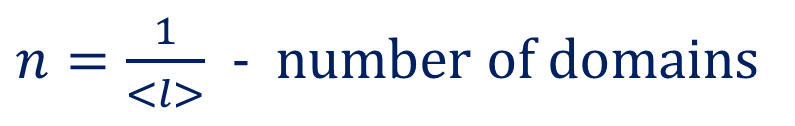 n = 1/<l> - number of domains